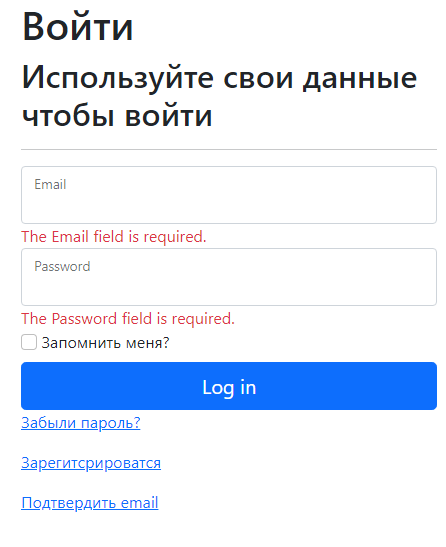 Войти
Используйте свои данные
чтобы войти
Email
The Email field is required.
Password
The Password field is required.
Запомнить меня?
Log in
Забыли пароль?
Зарегитсрироватся
Подтвердить email